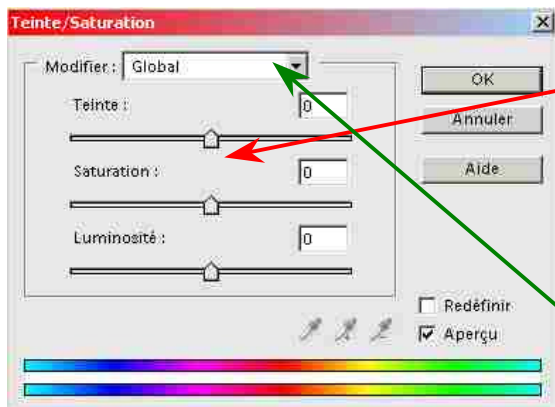 Teinte/Saturation
Modifier : Global
OK
Teinte : 0
Annuler
Saturation : 0
Aide
Luminosité : 0
Redéfinir
Aperçu